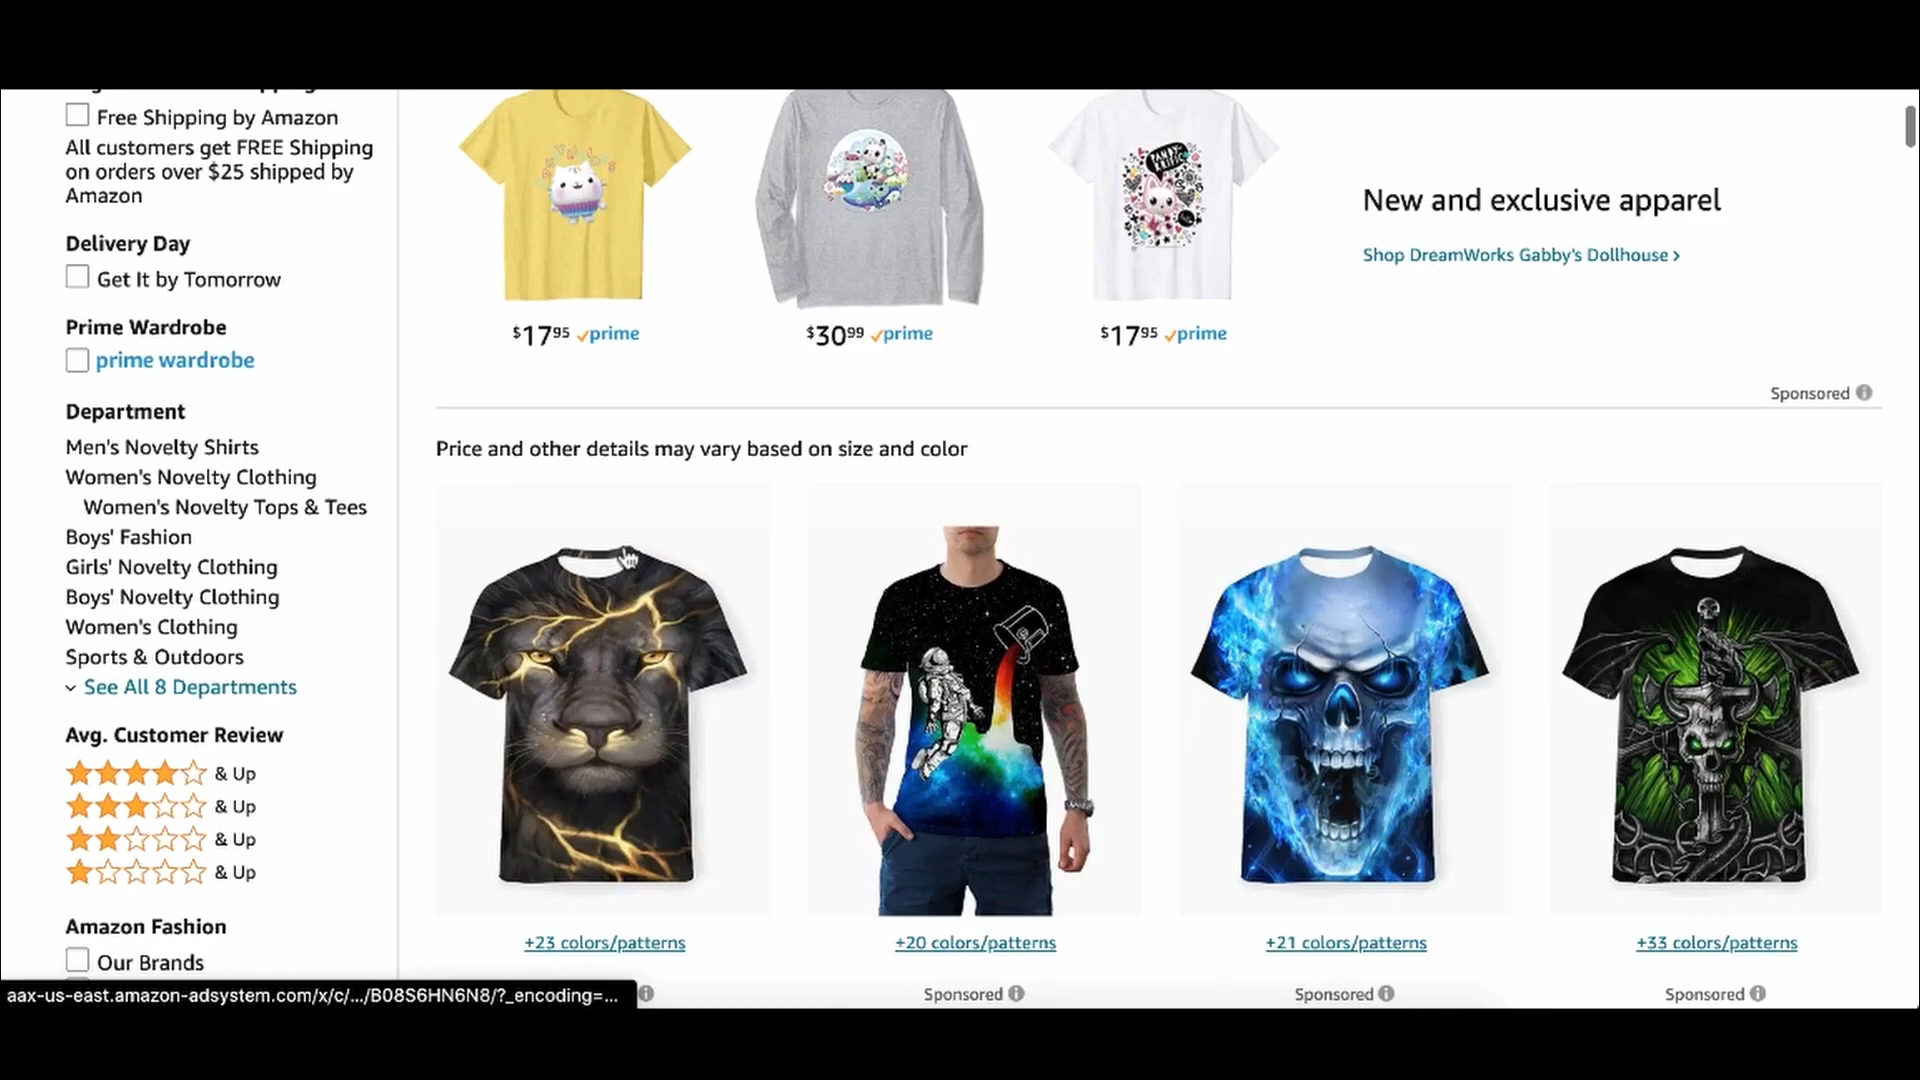 Free Shipping by Amazon
All customers get FREE Shipping
on orders over $25 shipped by
Amazon
Delivery Day
Get It by Tomorrow
Prime Wardrobe
prime wardrobe
Department
Men's Novelty Shirts
Women's Novelty Clothing
Women's Novelty Tops & Tees
Boys' Fashion
Girls' Novelty Clothing
Boys' Novelty Clothing
Women's Clothing
Sports & Outdoors
See All 8 Departments
Avg. Customer Review
& Up
& Up
& Up
& Up
Amazon Fashion
Our Brands
aax-us-east.amazon-adsystem.com/x/c/.../B08S6HN6N8/?_encoding=...
$1795 prime
$3099 prime
$1795 prime
New and exclusive apparel
Shop DreamWorks Gabby's Dollhouse ›
Sponsored
Price and other details may vary based on size and color
+23 colors/patterns
+20 colors/patterns
+21 colors/patterns
+33 colors/patterns
Sponsored
Sponsored
Sponsored